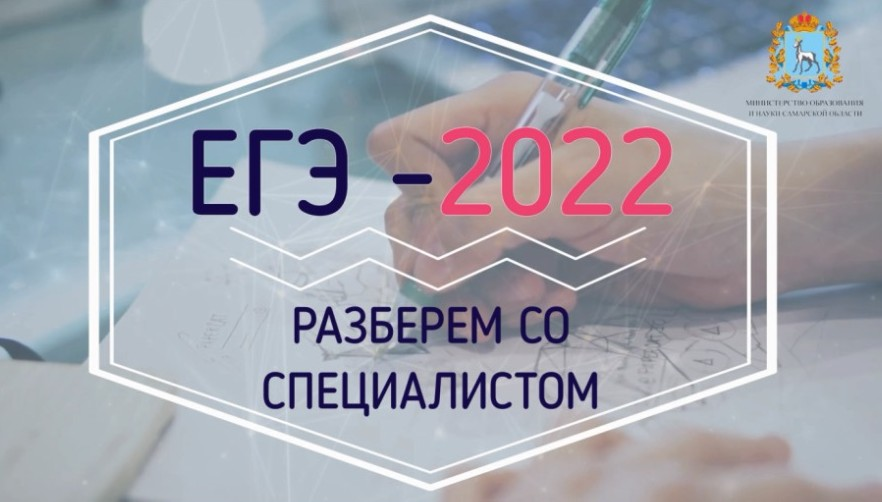 МИНИСТЕРСТВО ОБРАЗОВАНИЯ
И НАУКИ САМАРСКОЙ ОБЛАСТИ
ЕГЭ -2022
РАЗБЕРЕМ СО
СПЕЦИАЛИСТОМ